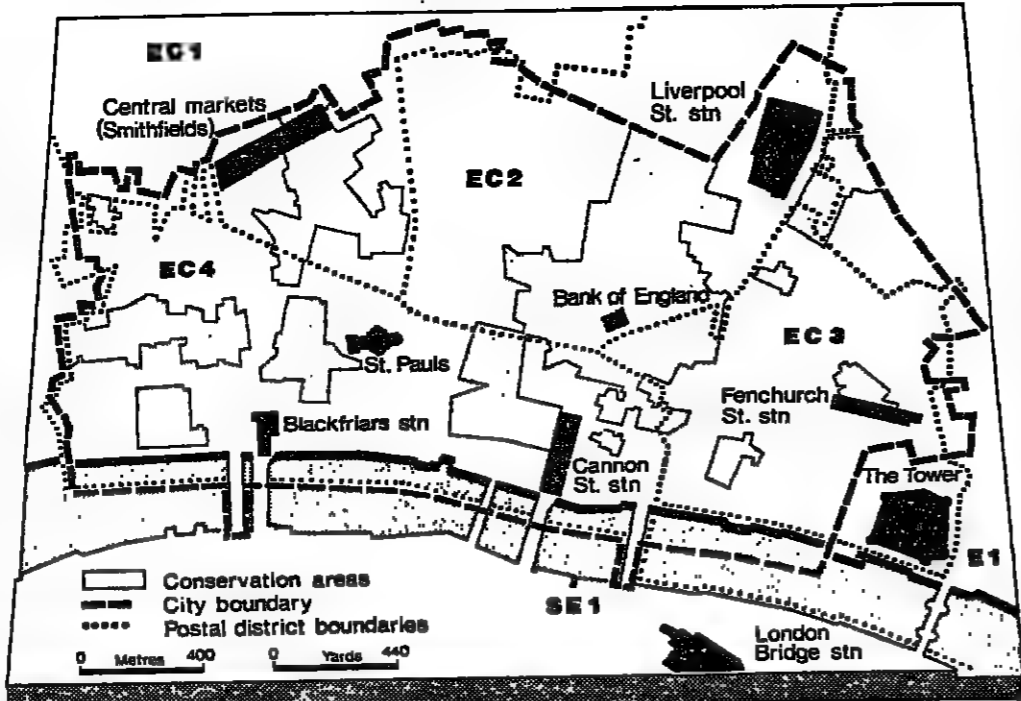 EC1
Central markets
(Smithfields)
Liverpool
St. stn
EC2
EC4
Bank of England
EC3
St. Pauls
Fenchurch
St. stn
Blackfriars stn
Cannon
St. stn
The Tower
E1
SE1
Conservation areas
City boundary
Postal district boundaries
0 Metres 400 0 Yards 440
London
Bridge stn